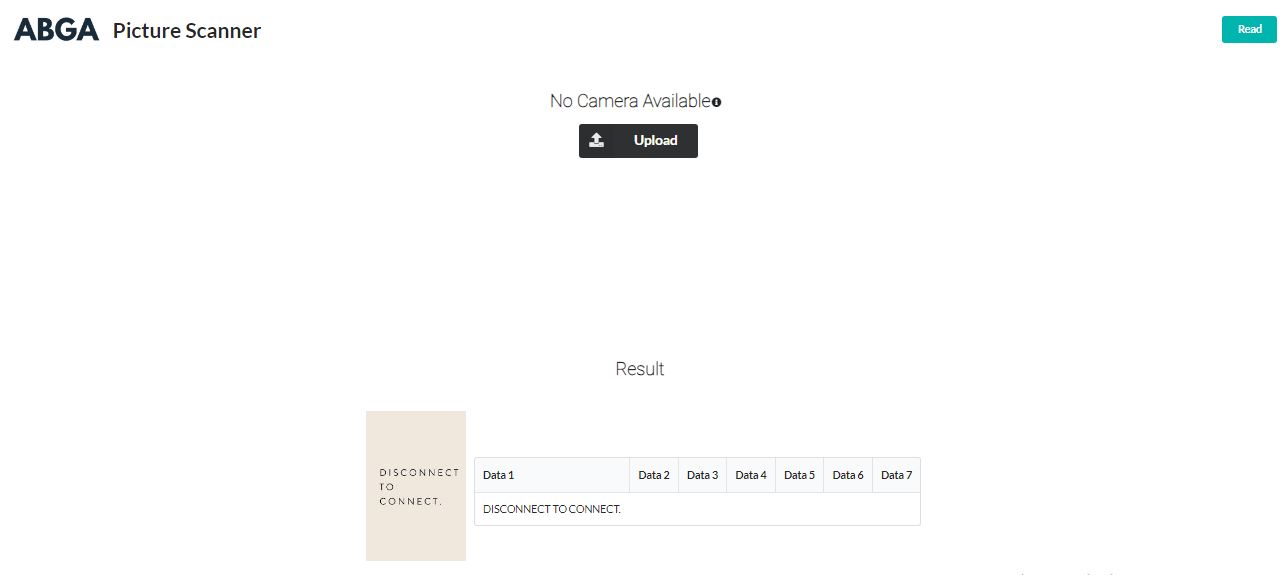 ABGA Picture Scanner
Read
No Camera Available
Upload
Result
DISCONNECT
TO
CONNECT.
Data 1 Data 2 Data 3 Data 4 Data 5 Data 6 Data 7
DISCONNECT TO CONNECT.